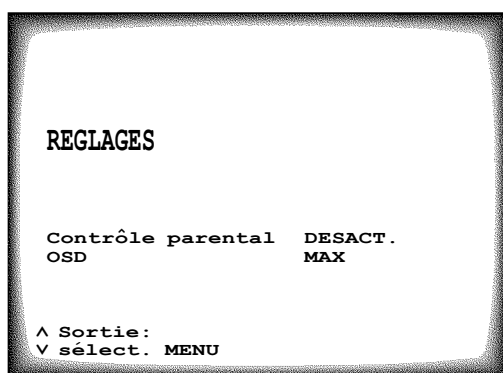 REGLAGES
Contrôle parental DESACT.
OSD MAX
∧ Sortie:
∨ sélect. MENU